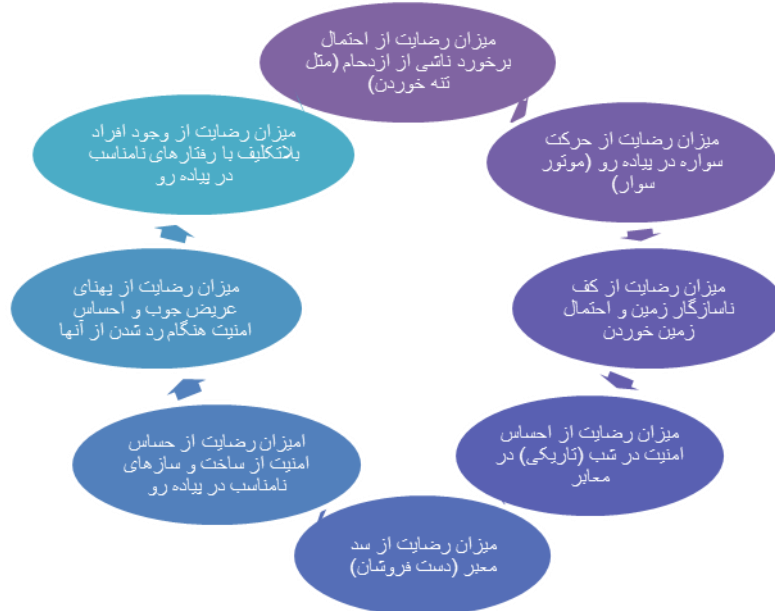 میزان رضایت از احتمال
برخورد ناشی از ازدحام (مثل
تنه خوردن)
میزان رضایت از حرکت
سواره در پیاده رو (موتور
سوار)
میزان رضایت از کف
ناسازگار زمین و احتمال
زمین خوردن
میزان رضایت از احساس
امنیت در شب (تاریکی) در
معابر
میزان رضایت از سد
معبر (دست فروشان)
امیزان رضایت از حساس
امنیت از ساخت و سازهای
نامناسب در پیاده رو
میزان رضایت از پهنای
عریض جوب و احساس
امنیت هنگام رد شدن از آنها
میزان رضایت از وجود افراد
بلاتکلیف با رفتارهای نامناسب
در پیاده رو